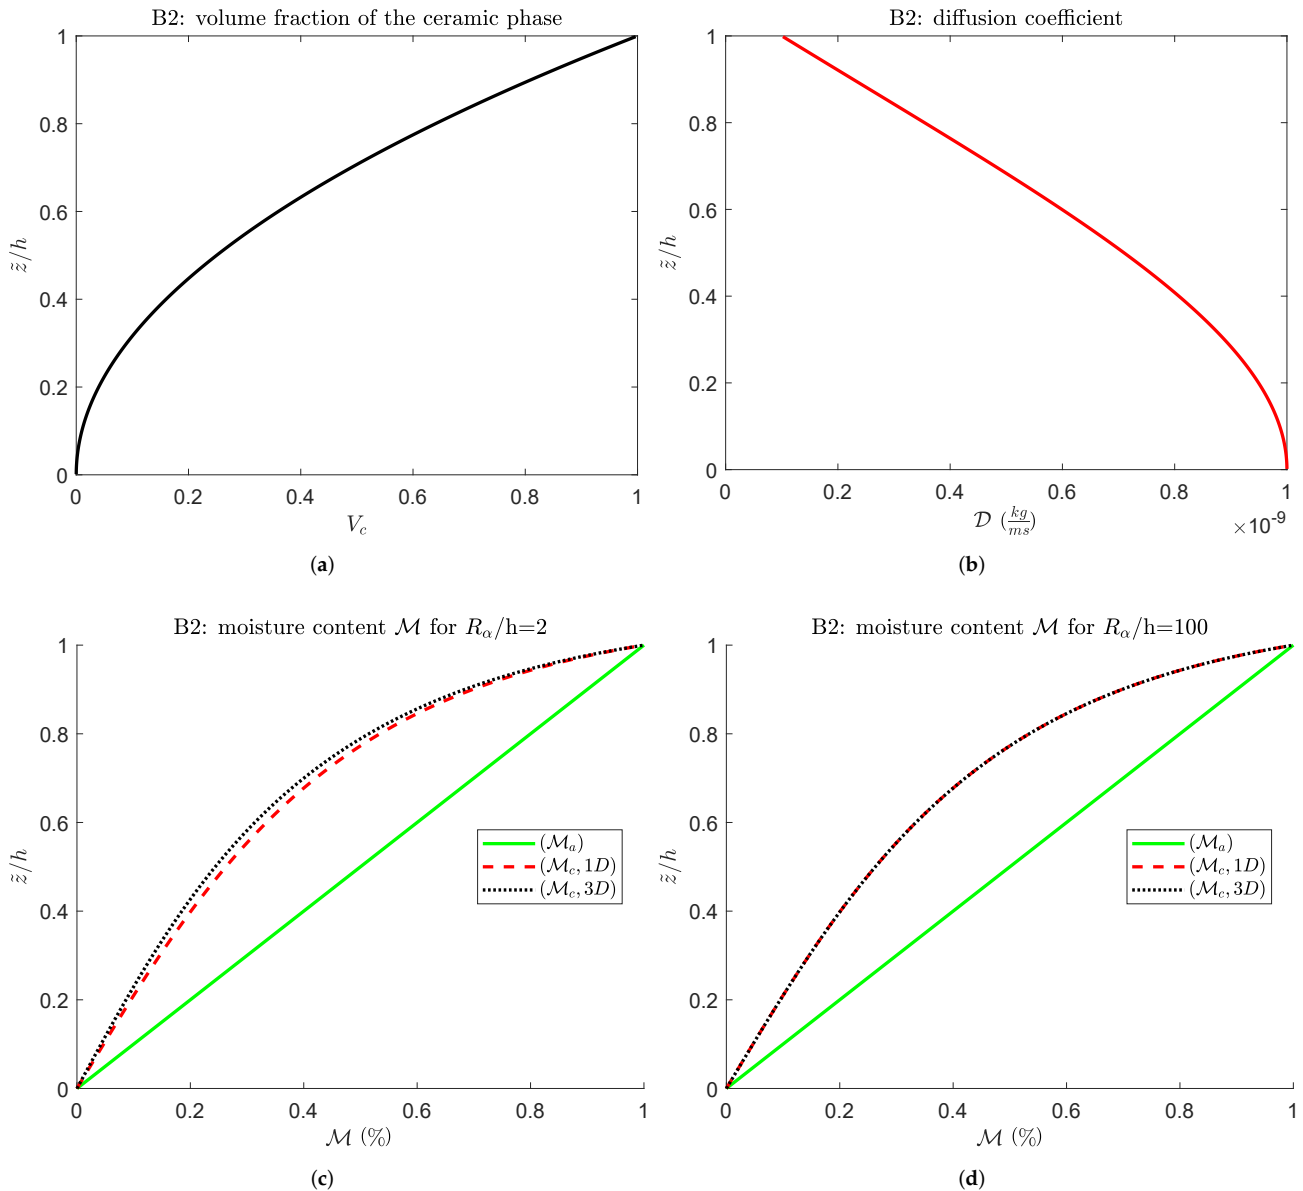 B2: volume fraction of the ceramic phase
1
0.8
0.6
0.4
0.2
0
z̃/h
0 0.2 0.4 0.6 0.8 1
V_c
(a)
B2: diffusion coefficient
1
0.8
0.6
0.4
0.2
0
z̃/h
0 0.2 0.4 0.6 0.8 1
𝒟 (kg/ms)
×10⁻⁹
(b)
B2: moisture content ℳ for R_α/h=2
1
0.8
0.6
0.4
0.2
0
z̃/h
(ℳ_a)
(ℳ_c, 1D)
(ℳ_c, 3D)
0 0.2 0.4 0.6 0.8 1
ℳ (%)
(c)
B2: moisture content ℳ for R_α/h=100
1
0.8
0.6
0.4
0.2
0
z̃/h
(ℳ_a)
(ℳ_c, 1D)
(ℳ_c, 3D)
0 0.2 0.4 0.6 0.8 1
ℳ (%)
(d)